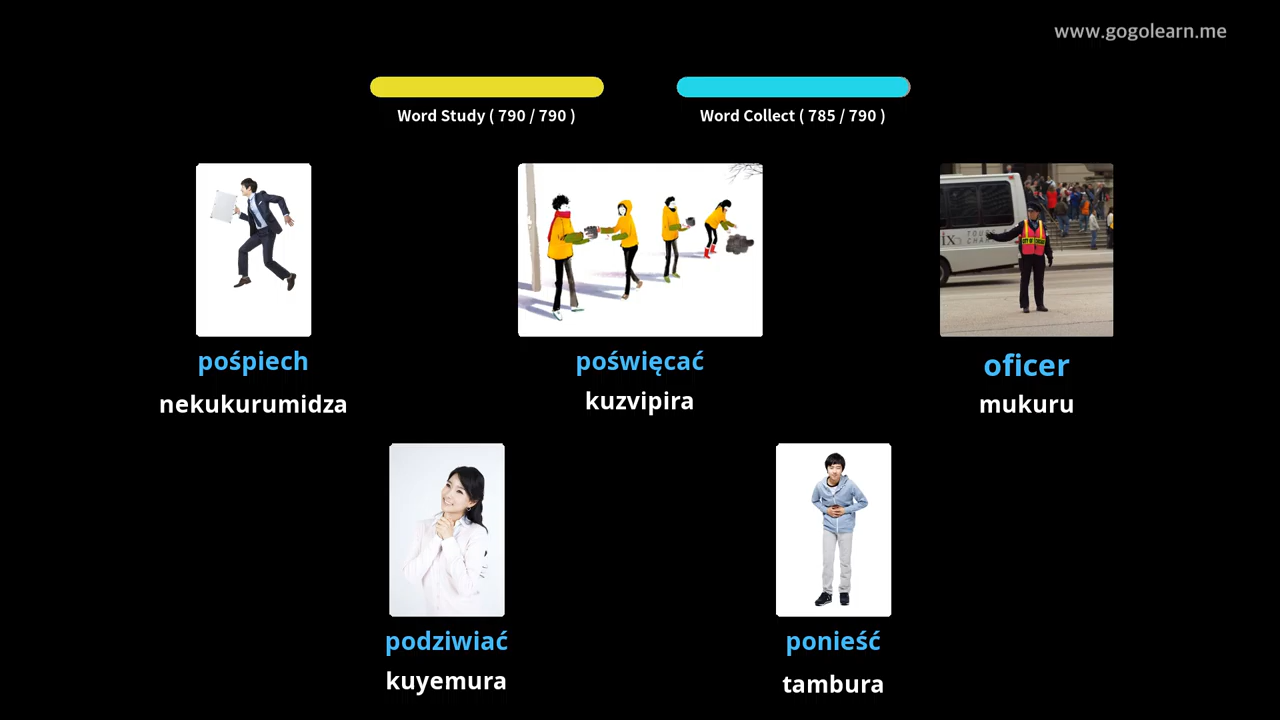 www.gogolearn.me
Word Study ( 790 / 790 )
Word Collect ( 785 / 790 )
pośpiech
nekukurumidza
poświęcać
kuzvipira
oficer
mukuru
podziwiać
kuyemura
ponieść
tambura